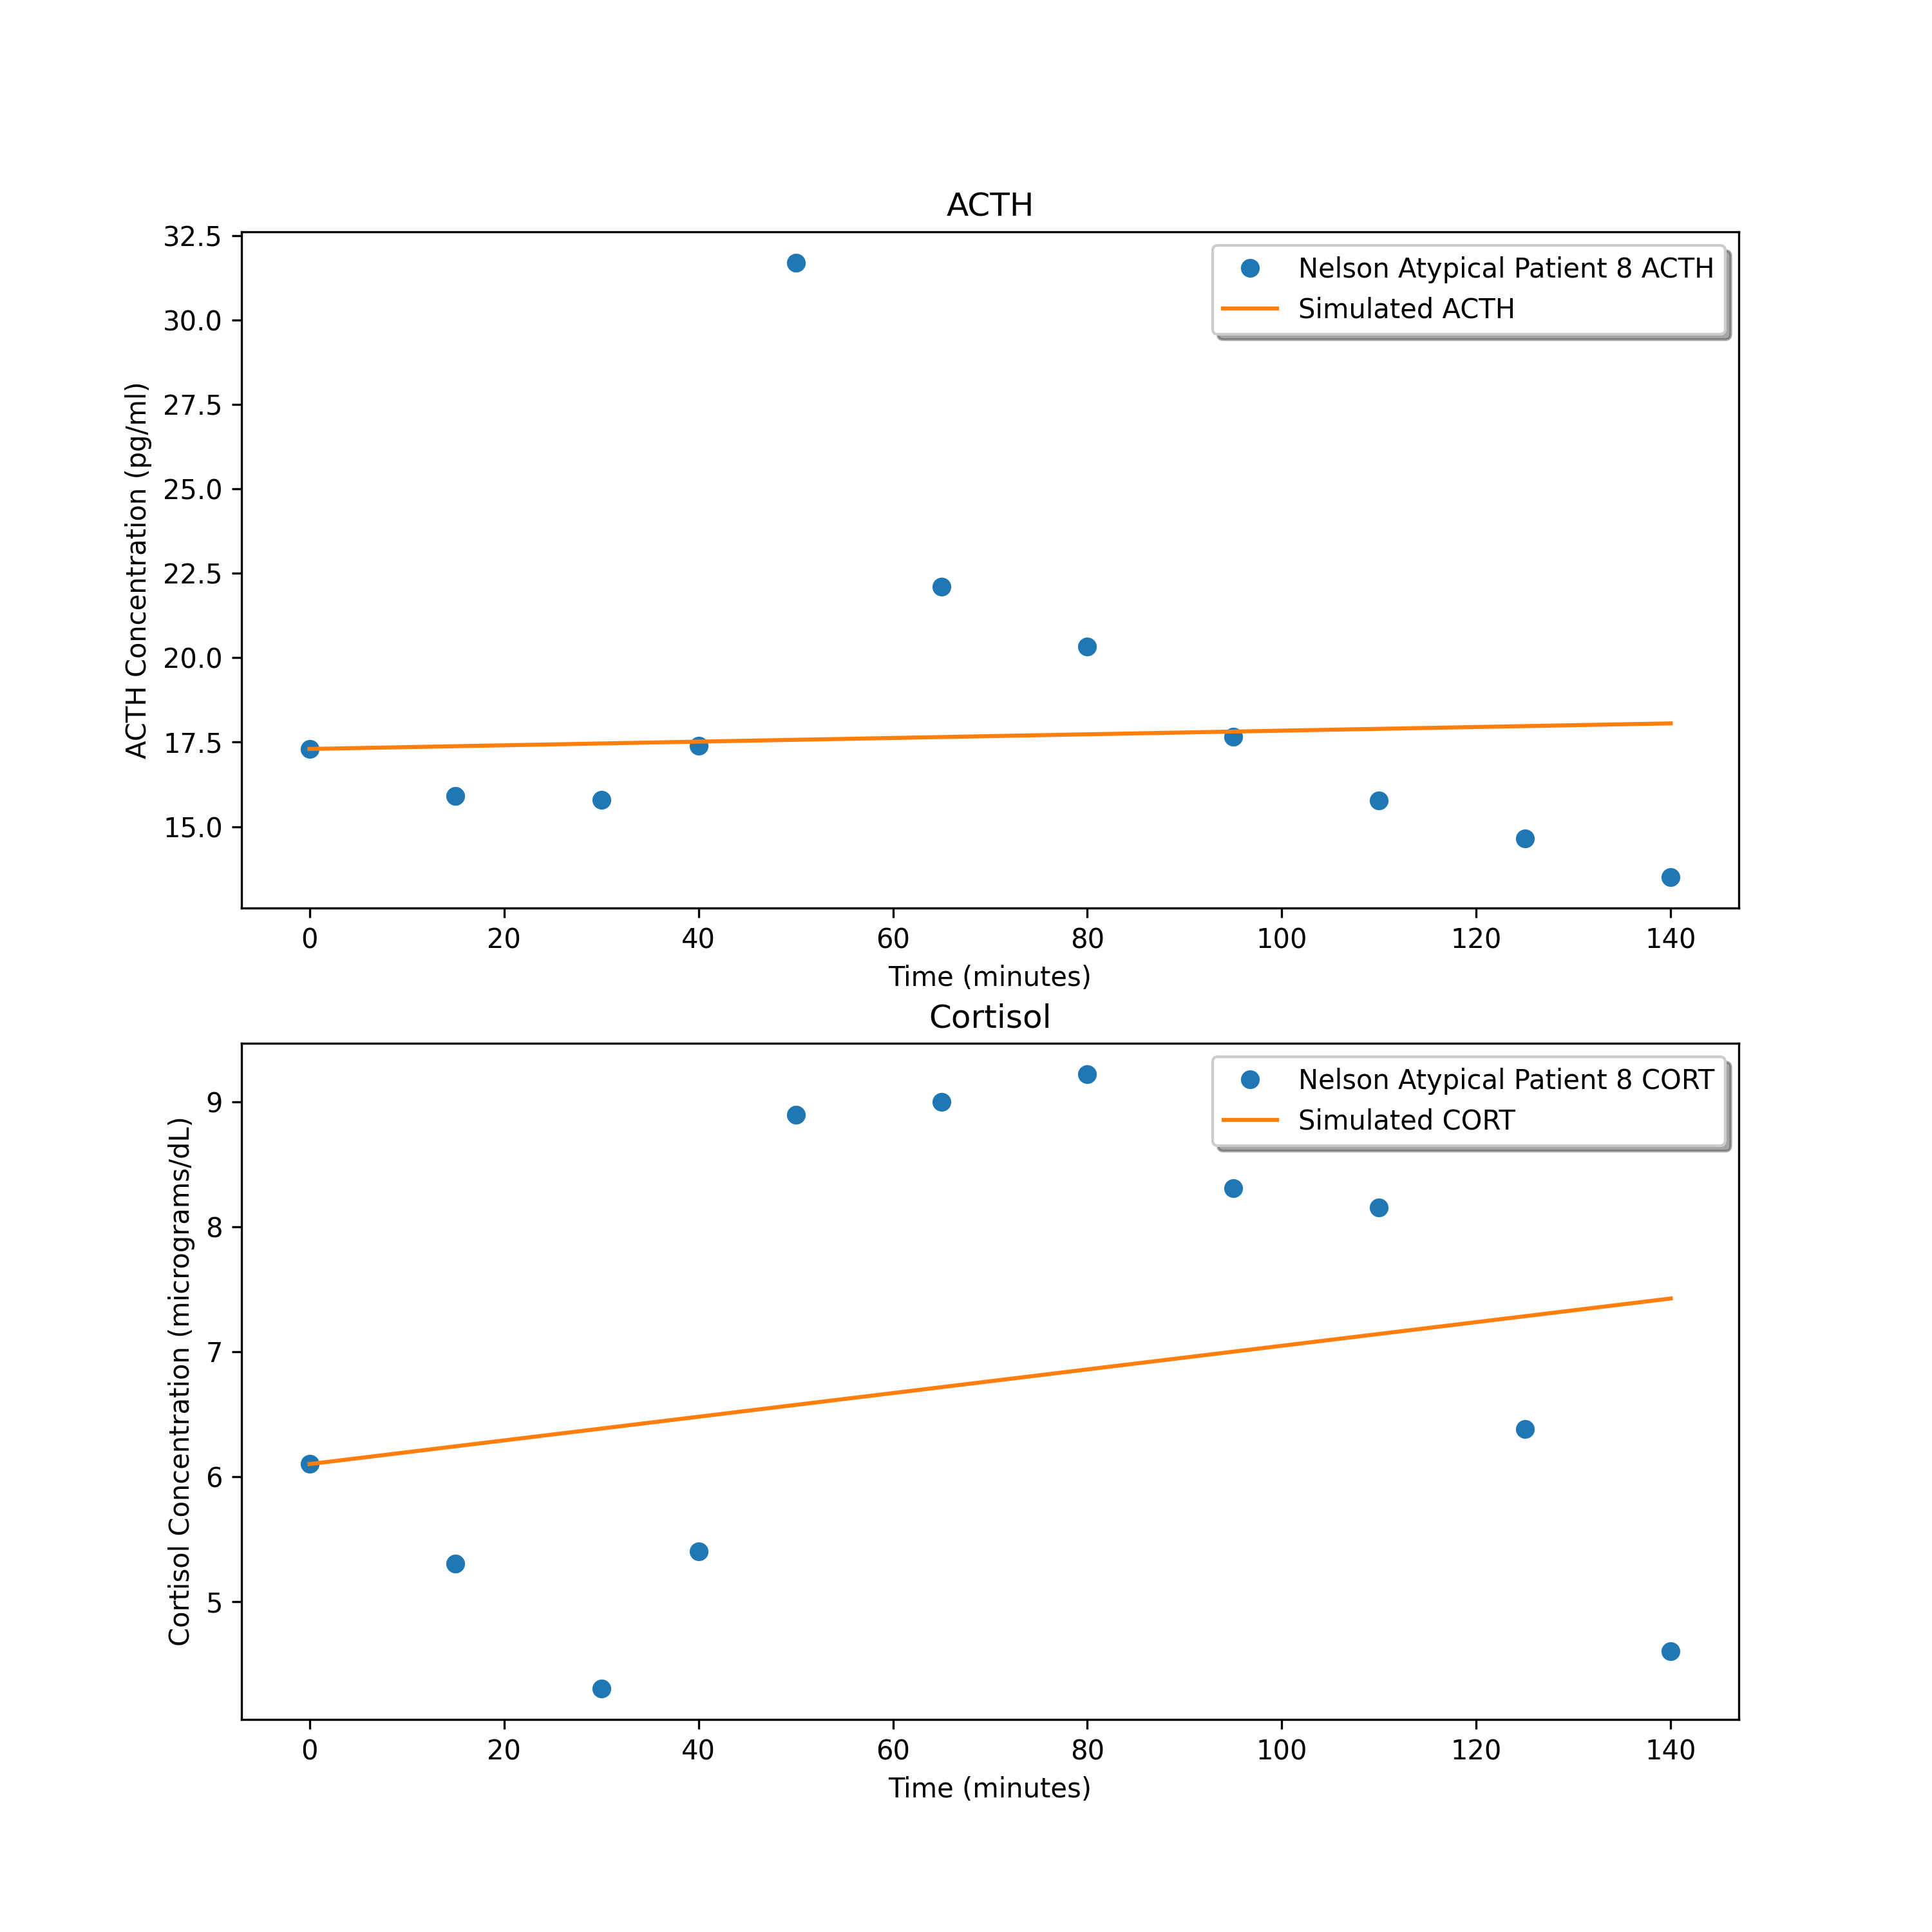 ACTH
32.5
30.0
27.5
25.0
22.5
20.0
17.5
15.0
ACTH Concentration (pg/ml)
Nelson Atypical Patient 8 ACTH
Simulated ACTH
0 20 40 60 80 100 120 140
Time (minutes)
Cortisol
9
8
7
6
5
Cortisol Concentration (micrograms/dL)
Nelson Atypical Patient 8 CORT
Simulated CORT
0 20 40 60 80 100 120 140
Time (minutes)